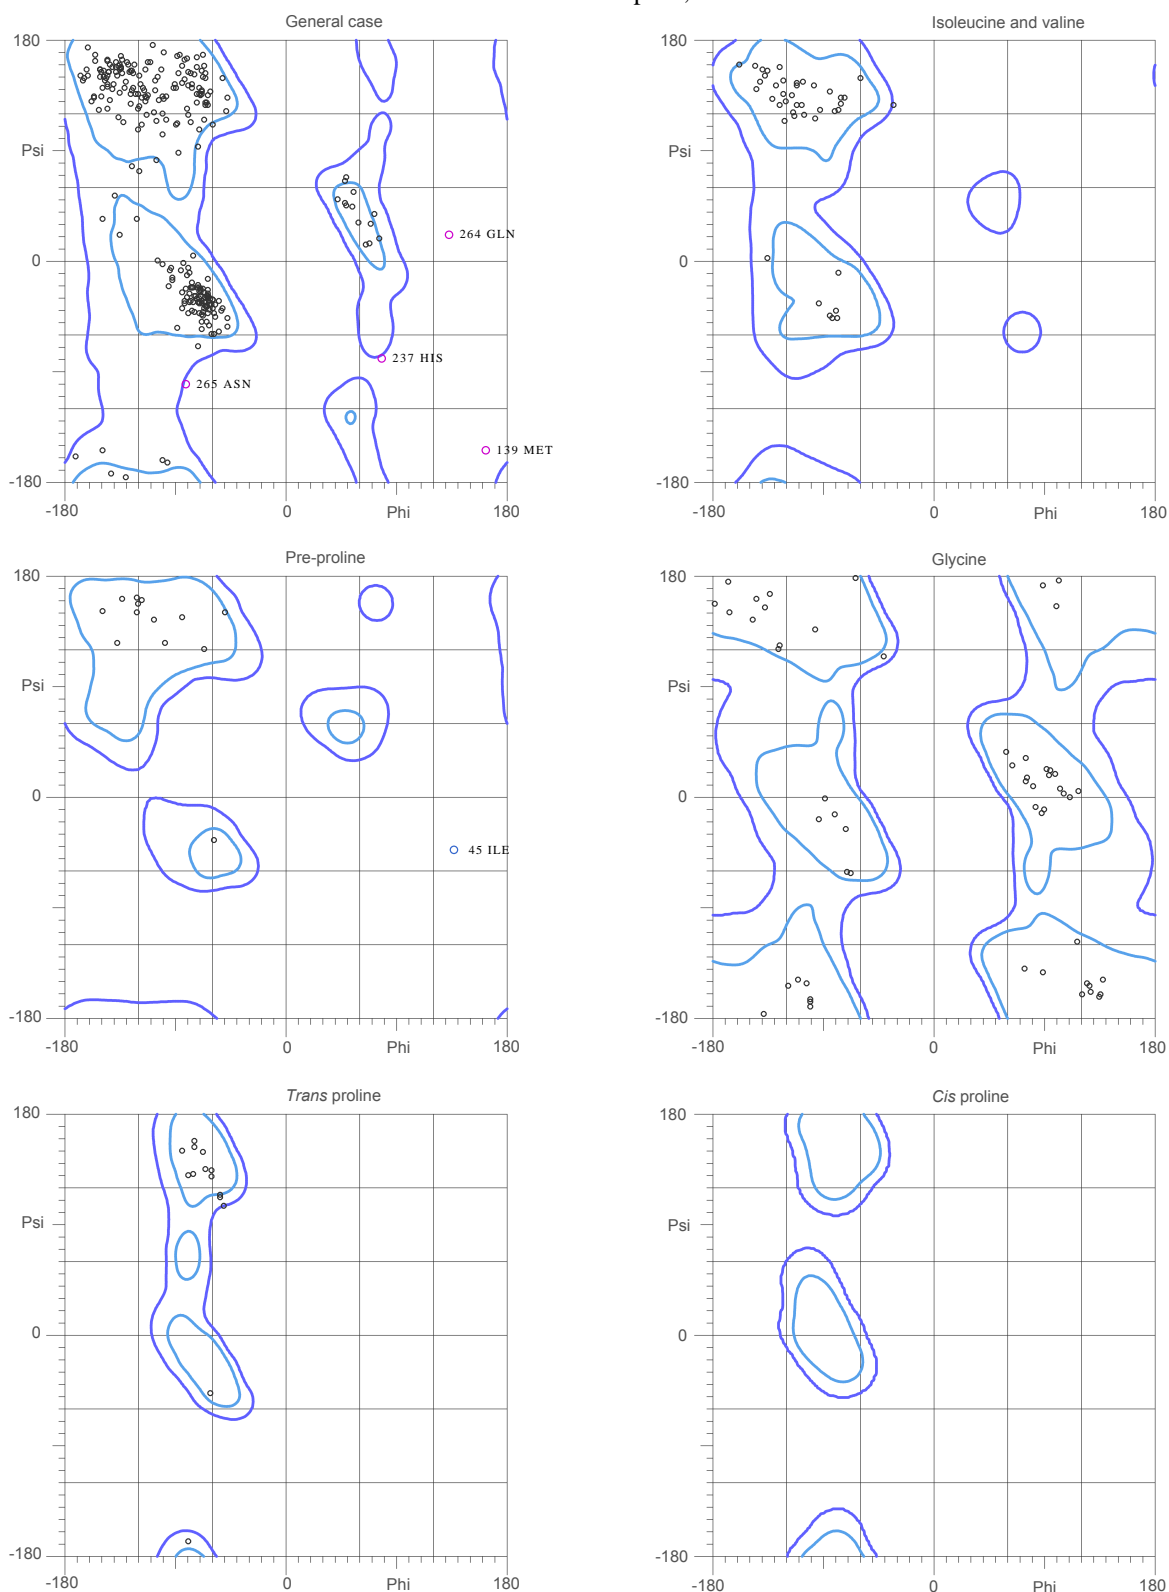 General case
Isoleucine and valine
180
Psi
0
-180
-180
0
Phi
180
264 GLN
237 HIS
265 ASN
139 MET
180
Psi
0
-180
-180
0
Phi
180
Pre-proline
Glycine
180
Psi
0
-180
-180
0
Phi
180
45 ILE
180
Psi
0
-180
-180
0
Phi
180
Trans proline
Cis proline
180
Psi
0
-180
-180
0
Phi
180
180
Psi
0
-180
-180
0
Phi
180